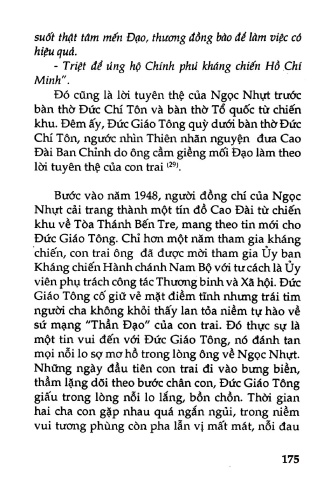 suốt thật tâm mến Đạo, thương đồng bào để làm việc có
hiệu quả.
- Triệt để ủng hộ Chính phủ kháng chiến Hồ Chí
Minh".
Đó cũng là lời tuyên thệ của Ngọc Nhựt trước
bàn thờ Đức Chí Tôn và bàn thờ Tổ quốc từ chiến
khu. Đêm ấy, Đức Giáo Tông quỳ dưới bàn thờ Đức
Chí Tôn, ngước nhìn Thiên nhãn nguyện đưa Cao
Đài Ban Chỉnh do ông cầm giềng mối Đạo làm theo
lời tuyên thệ của con trai (29).
Bước vào năm 1948, người đồng chí của Ngọc
Nhựt cải trang thành một tín đồ Cao Đài từ chiến
khu về Tòa Thánh Bến Tre, mang theo tin mới cho
Đức Giáo Tông. Chỉ hơn một năm tham gia kháng
chiến, con trai ông đã được mời tham gia Ủy ban
Kháng chiến Hành chánh Nam Bộ với tư cách là Ủy
viên phụ trách công tác Thương binh và Xã hội. Đức
Giáo Tông cố giữ vẻ mặt điềm tĩnh nhưng trái tim
người cha không khỏi thấy lan tỏa niềm tự hào về
sứ mạng "Thần Đạo" của con trai. Đó thực sự là
một tin vui đến với Đức Giáo Tông, nó đánh tan
mọi nỗi lo sợ mơ hồ trong lòng ông về Ngọc Nhựt.
Những ngày đầu tiên con trai đi vào bưng biền,
thầm lặng dõi theo bước chân con, Đức Giáo Tông
giấu trong lòng nỗi lo lắng, bồn chồn. Thời gian
hai cha con gặp nhau quá ngắn ngủi, trong niềm
vui tương phùng còn pha lẫn vị mất mát, nỗi đau
175